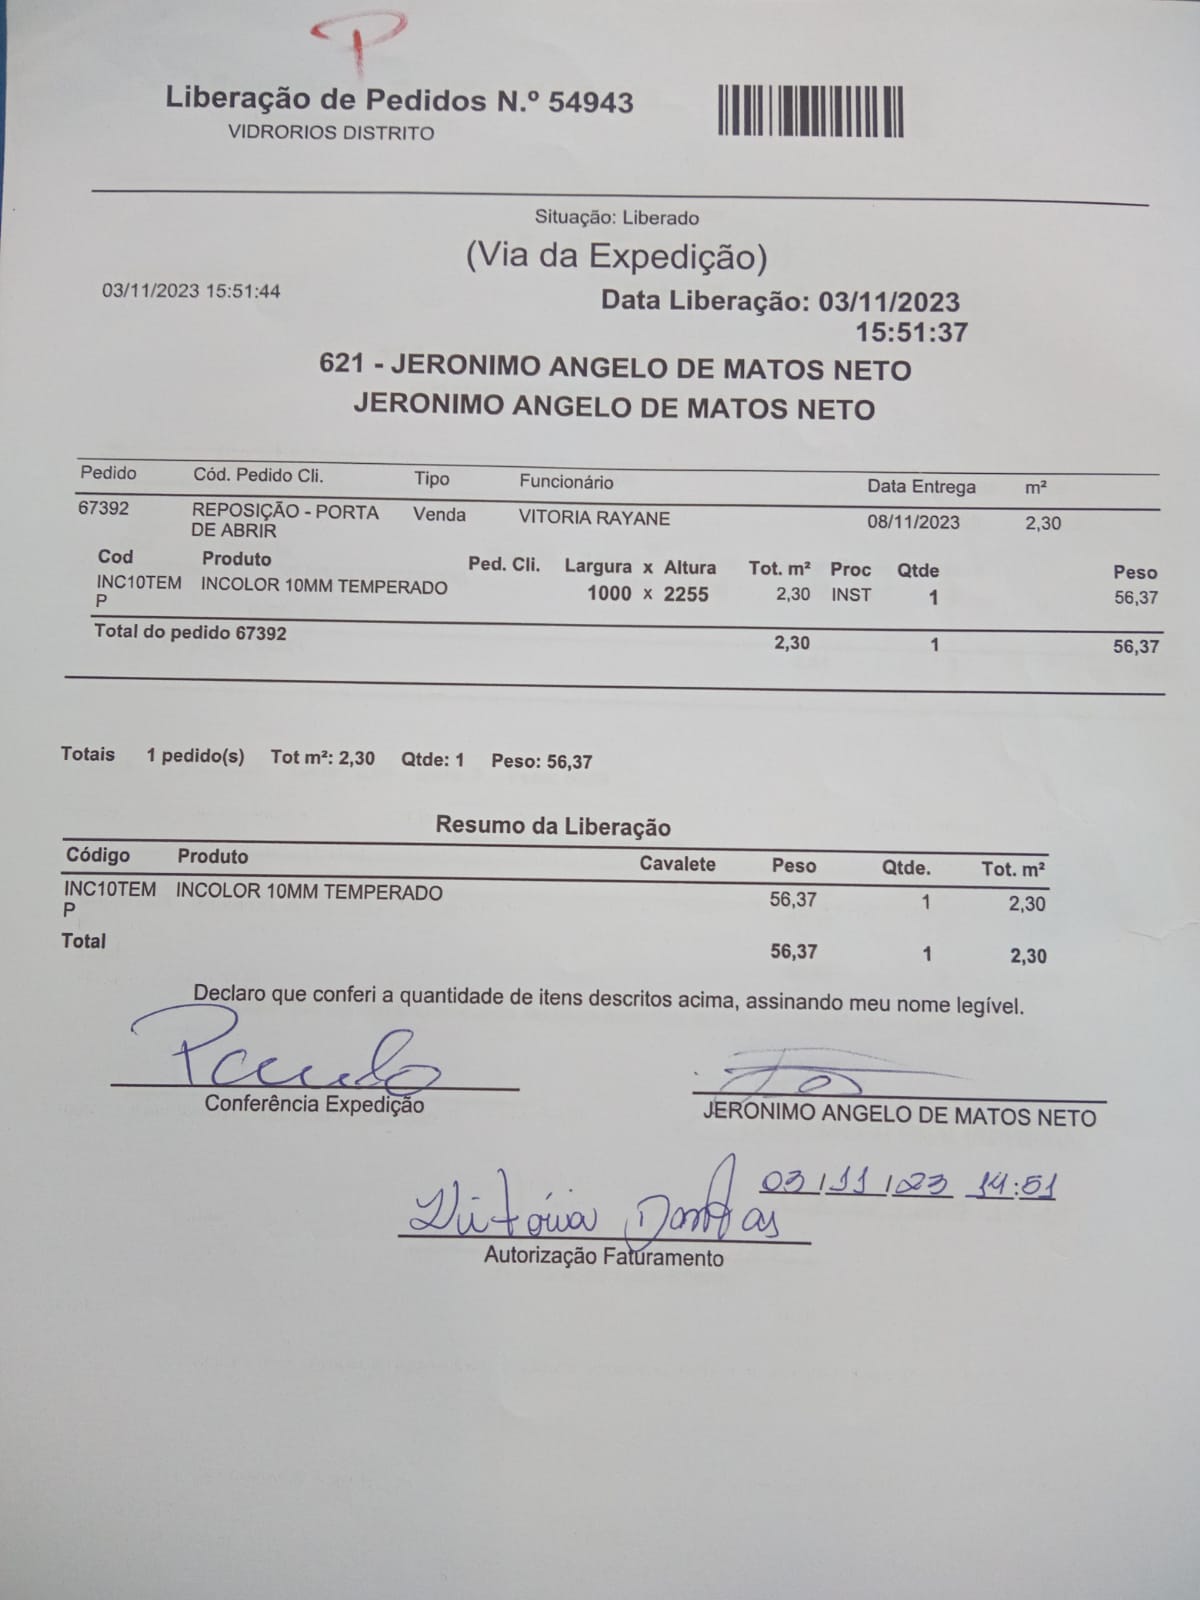 P
Liberação de Pedidos N.º 54943
VIDRORIOS DISTRITO
Situação: Liberado
(Via da Expedição)
03/11/2023 15:51:44
Data Liberação: 03/11/2023
15:51:37
621 - JERONIMO ANGELO DE MATOS NETO
JERONIMO ANGELO DE MATOS NETO
Pedido Cód. Pedido Cli. Tipo Funcionário Data Entrega m²
67392 REPOSIÇÃO - PORTA Venda VITORIA RAYANE 08/11/2023 2,30
DE ABRIR
Cod Produto Ped. Cli. Largura x Altura Tot. m² Proc Qtde Peso
INC10TEM INCOLOR 10MM TEMPERADO 1000 x 2255 2,30 INST 1 56,37
P
Total do pedido 67392 2,30 1 56,37
Totais 1 pedido(s) Tot m²: 2,30 Qtde: 1 Peso: 56,37
Resumo da Liberação
Código Produto Cavalete Peso Qtde. Tot. m²
INC10TEM INCOLOR 10MM TEMPERADO 56,37 1 2,30
P
Total 56,37 1 2,30
Declaro que conferi a quantidade de itens descritos acima, assinando meu nome legível.
Conferência Expedição
JERONIMO ANGELO DE MATOS NETO
03/11/23 14:51
Vitória Dantas
Autorização Faturamento